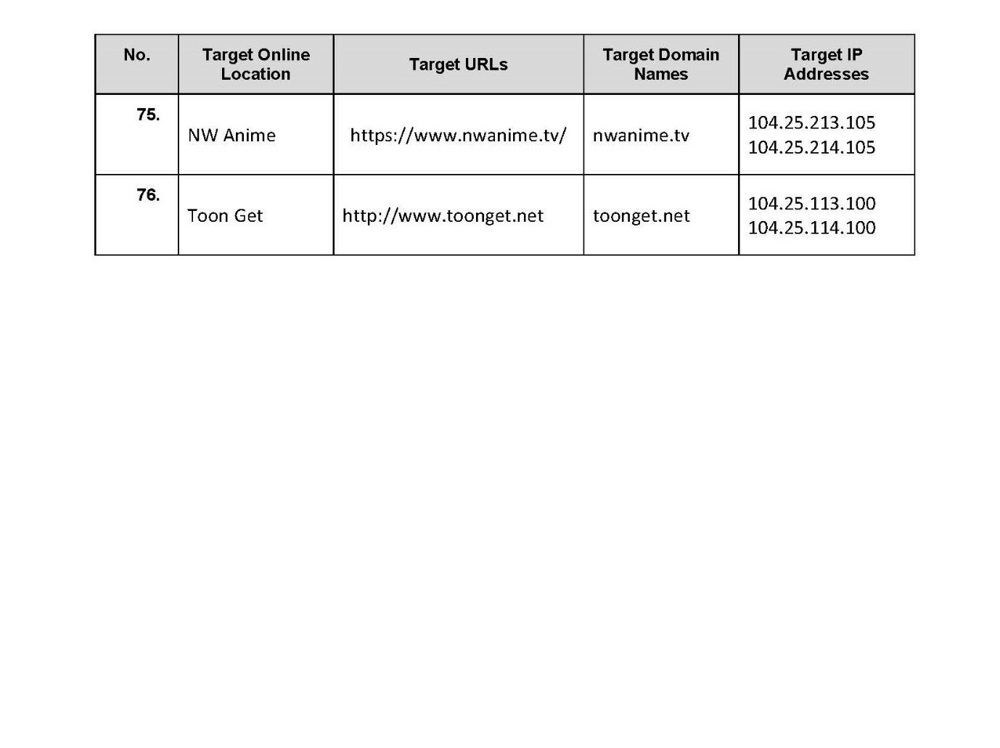 No.
Target Online
Location
Target URLs
Target Domain
Names
Target IP
Addresses
75.
NW Anime
https://www.nwanime.tv/
nwanime.tv
104.25.213.105
104.25.214.105
76.
Toon Get
http://www.toonget.net
toonget.net
104.25.113.100
104.25.114.100